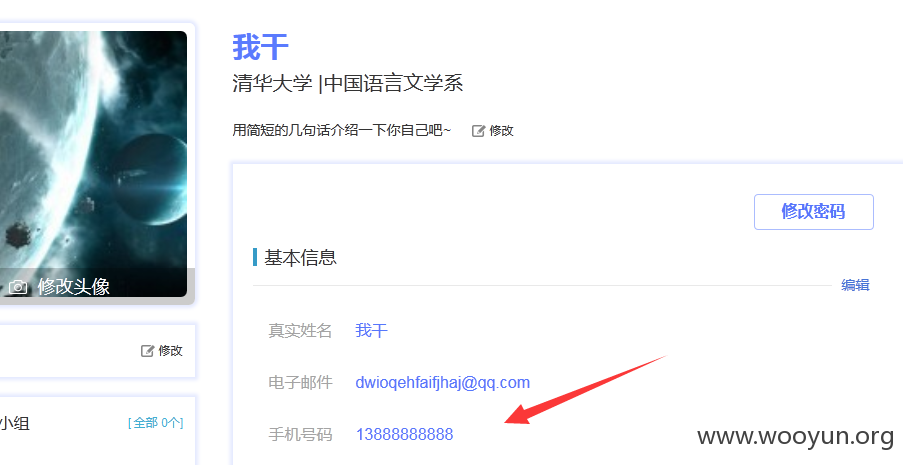 我干
清华大学 |中国语言文学系
用简短的几句话介绍一下你自己吧~ 修改
修改密码
基本信息
修改头像
编辑
真实姓名 我干
修改
电子邮件 dwioqehfaifjhaj@qq.com
小组 [全部 0个]
手机号码 13888888888
www.wooyun.org